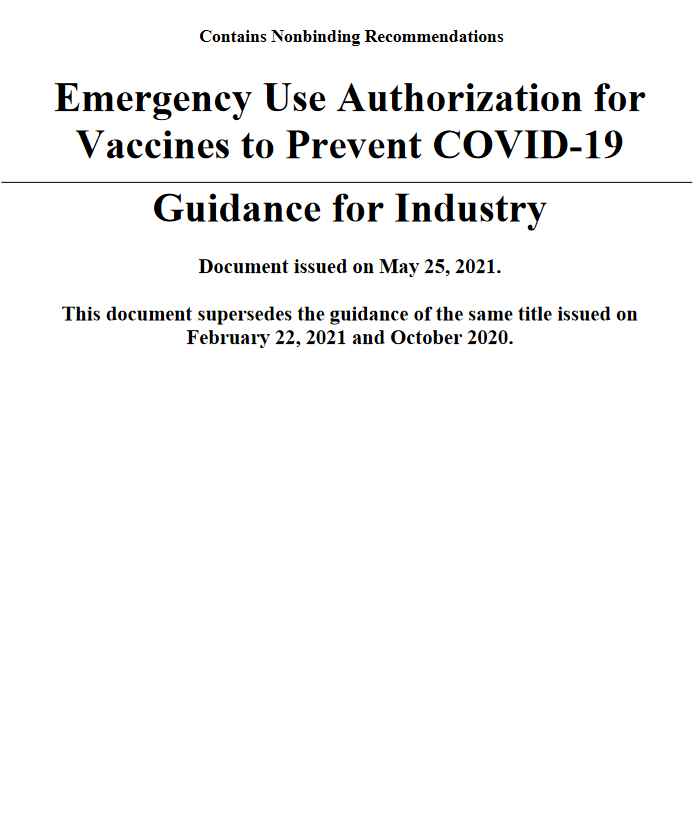 Contains Nonbinding Recommendations
Emergency Use Authorization for
Vaccines to Prevent COVID-19
Guidance for Industry
Document issued on May 25, 2021.
This document supersedes the guidance of the same title issued on
February 22, 2021 and October 2020.